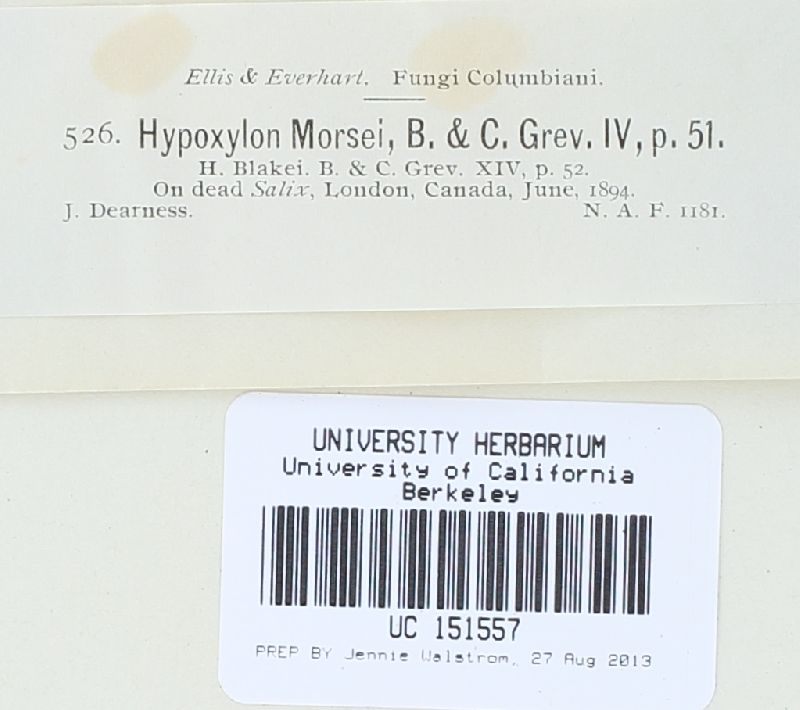 Ellis & Everhart. Fungi Columbiani.
526. Hypoxylon Morsei, B. & C. Grev. IV, p. 51.
H. Blakei. B. & C. Grev. XIV, p. 52.
On dead Salix, London, Canada, June, 1894.
J. Dearness. N. A. F. 1181.
UNIVERSITY HERBARIUM
University of California
Berkeley
UC 151557
PREP BY Jennie Walstrom, 27 Aug 2013